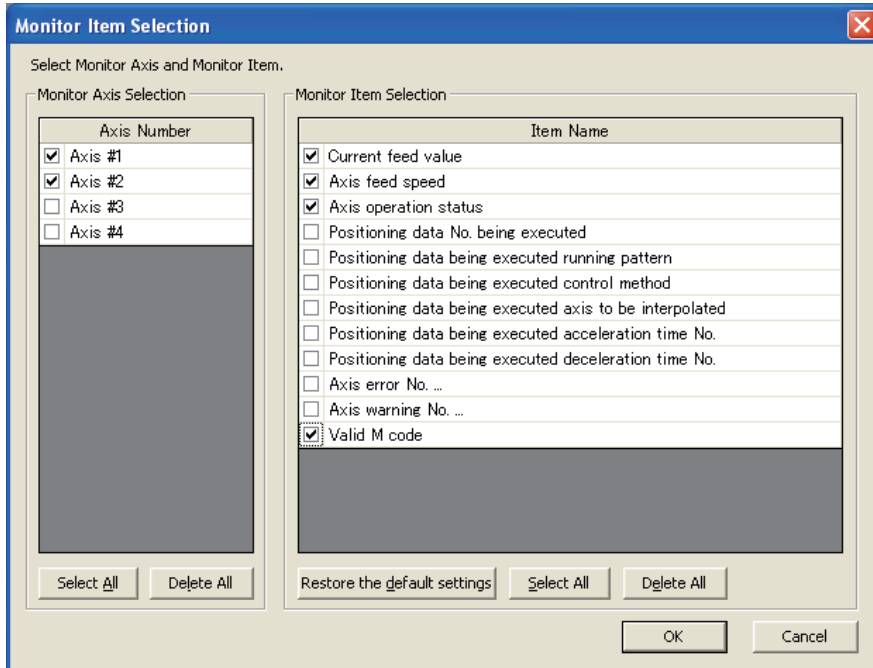 Monitor Item Selection
Select Monitor Axis and Monitor Item.
Monitor Axis Selection
Axis Number
Axis #1
Axis #2
Axis #3
Axis #4
Select All
Delete All
Monitor Item Selection
Item Name
Current feed value
Axis feed speed
Axis operation status
Positioning data No. being executed
Positioning data being executed running pattern
Positioning data being executed control method
Positioning data being executed axis to be interpolated
Positioning data being executed acceleration time No.
Positioning data being executed deceleration time No.
Axis error No. ...
Axis warning No. ...
Valid M code
Restore the default settings
Select All
Delete All
OK
Cancel